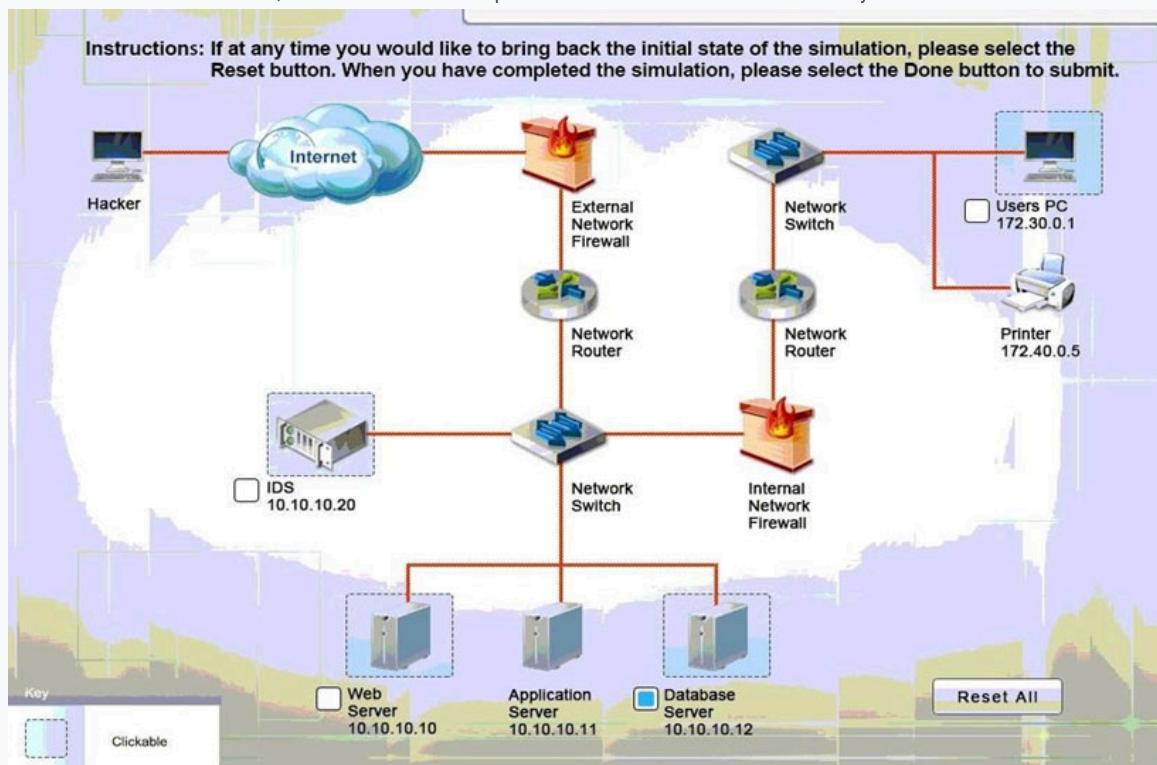 Instructions: If at any time you would like to bring back the initial state of the simulation, please select the
Reset button. When you have completed the simulation, please select the Done button to submit.
Internet
Hacker
External
Network
Firewall
Network
Switch
Users PC
172.30.0.1
Network
Router
Network
Router
Printer
172.40.0.5
IDS
10.10.10.20
Network
Switch
Internal
Network
Firewall
Web
Server
10.10.10.10
Application
Server
10.10.10.11
Database
Server
10.10.10.12
Reset All
Key
Clickable